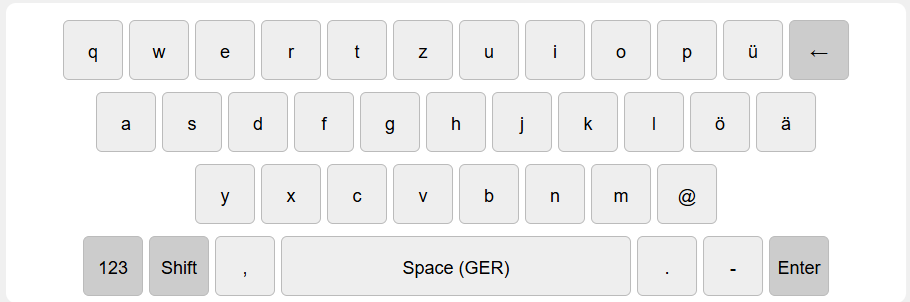 q w e r t z u i o p ü ←
a s d f g h j k l ö ä
y x c v b n m @
123 Shift , Space (GER) . - Enter